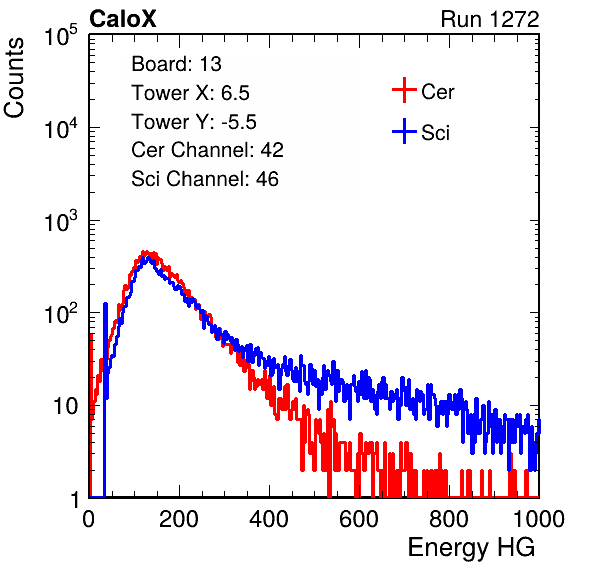 CaloX Run 1272
Counts
10^5
10^4
10^3
10^2
10
1
Board: 13
Tower X: 6.5
Tower Y: -5.5
Cer Channel: 42
Sci Channel: 46
Cer
Sci
0 200 400 600 800 1000
Energy HG